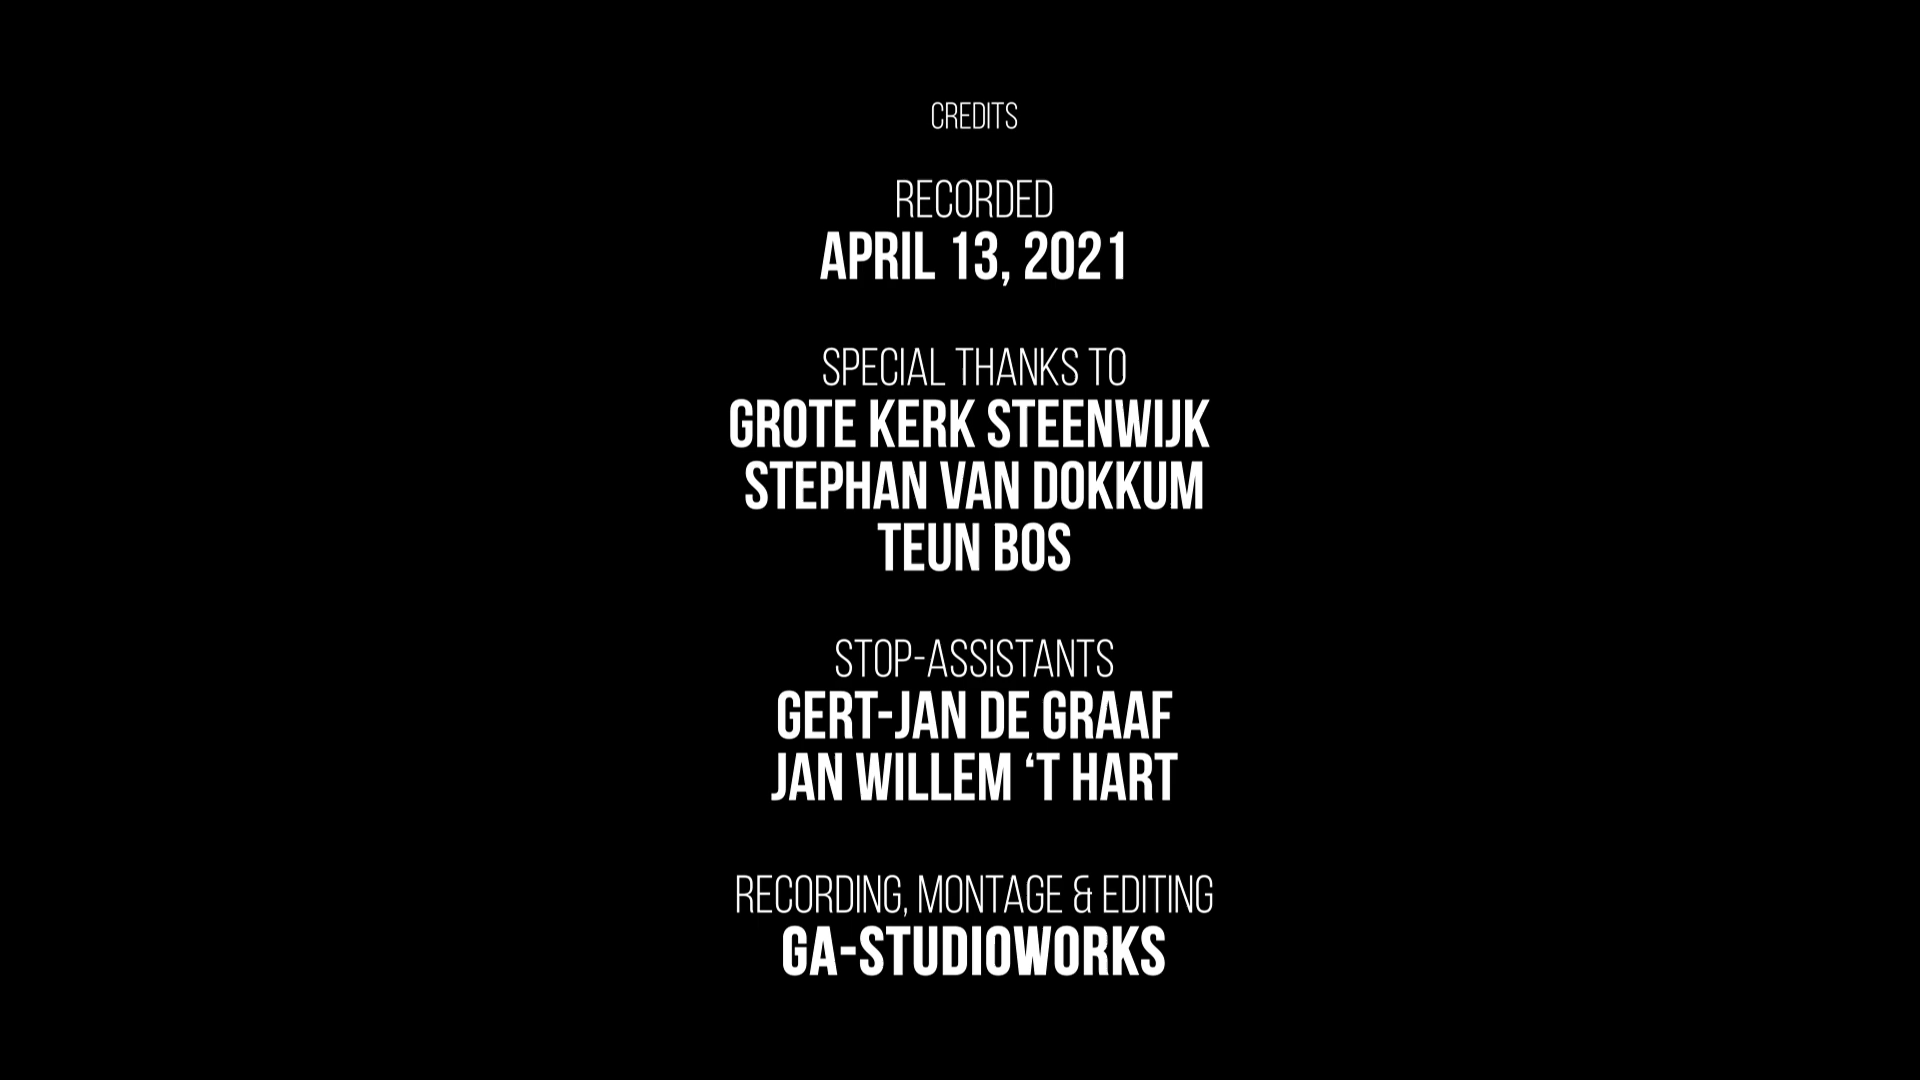 CREDITS
RECORDED
APRIL 13, 2021
SPECIAL THANKS TO
GROTE KERK STEENWIJK
STEPHAN VAN DOKKUM
TEUN BOS
STOP-ASSISTANTS
GERT-JAN DE GRAAF
JAN WILLEM ‘T HART
RECORDING, MONTAGE & EDITING
GA-STUDIOWORKS